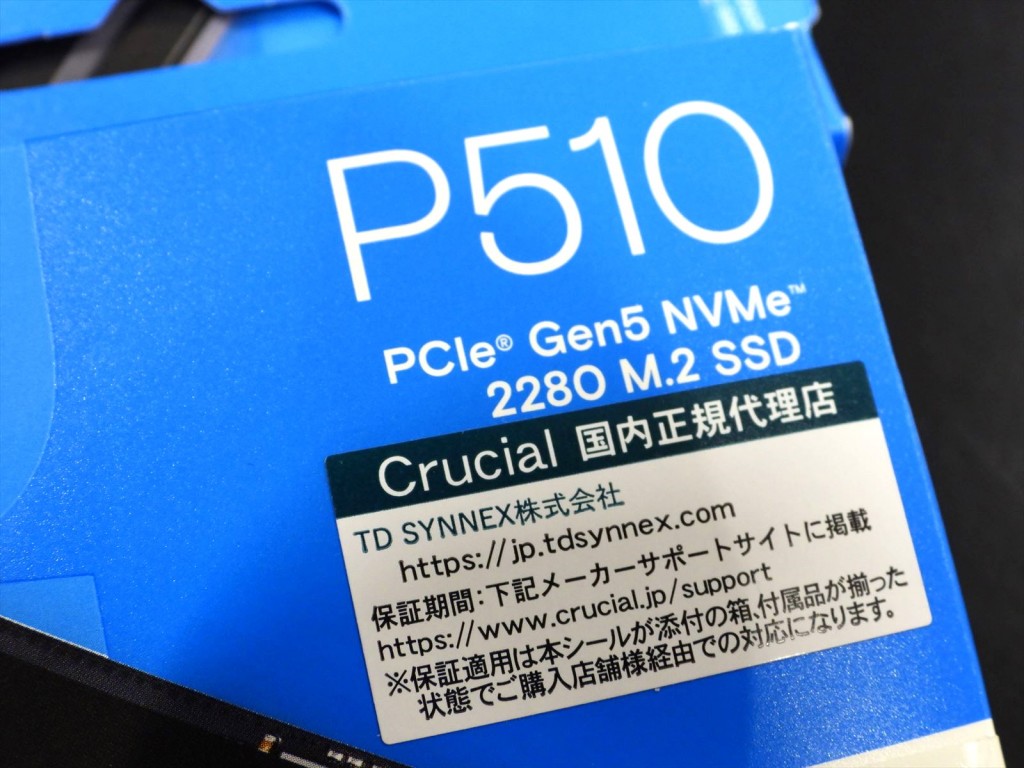 P510
PCIe® Gen5 NVMe™
2280 M.2 SSD
Crucial 国内正規代理店
TD SYNNEX株式会社
https://jp.tdsynnex.com
保証期間:下記メーカーサポートサイトに掲載
https://www.crucial.jp/support
※保証適用は本シールが添付の箱、付属品が揃った
状態でご購入店舗様経由での対応になります。